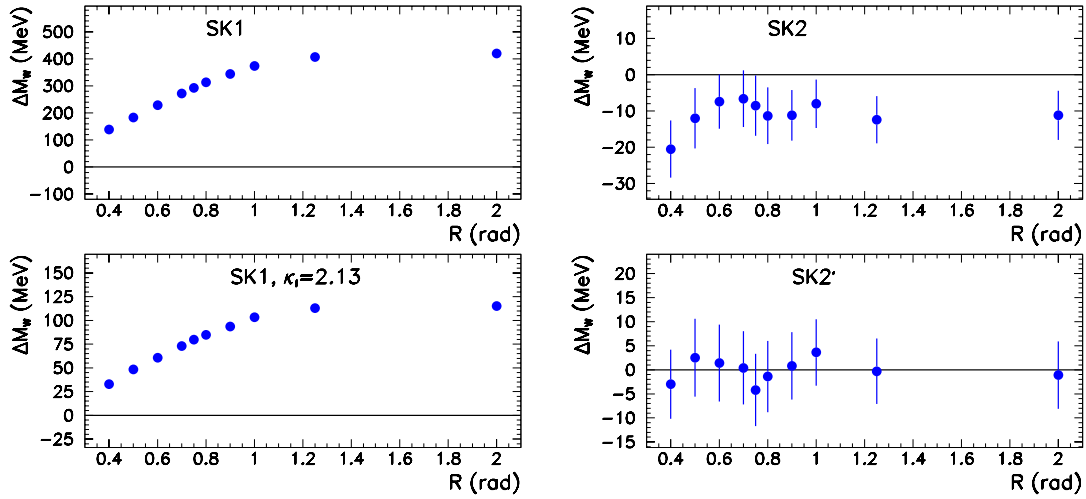 SK1
ΔM_W (MeV)
500
400
300
200
100
0
−100
0.4 0.6 0.8 1 1.2 1.4 1.6 1.8 2
R (rad)
SK2
ΔM_W (MeV)
10
0
−10
−20
−30
0.4 0.6 0.8 1 1.2 1.4 1.6 1.8 2
R (rad)
SK1, κ_I=2.13
ΔM_W (MeV)
150
125
100
75
50
25
0
−25
0.4 0.6 0.8 1 1.2 1.4 1.6 1.8 2
R (rad)
SK2'
ΔM_W (MeV)
20
15
10
5
0
−5
−10
−15
0.4 0.6 0.8 1 1.2 1.4 1.6 1.8 2
R (rad)